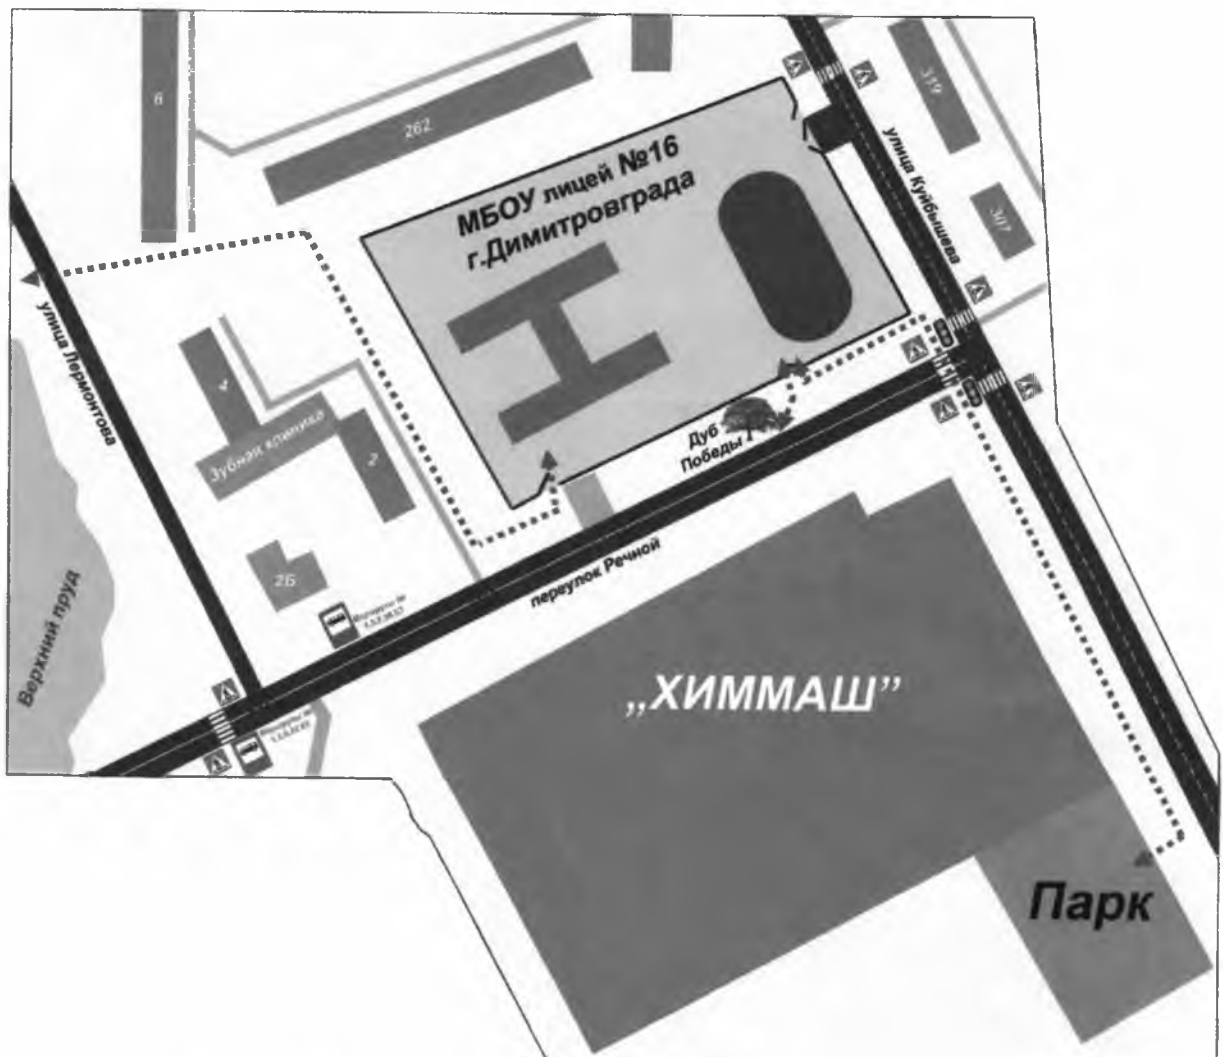 6
262
319
МБОУ лицей №16
г.Димитровграда
улица Куйбышева
307
улица Лермонтова
4
Зубная клиника
2
Дуб
Победы
2Б
переулок Речной
Верхний пруд
„ХИММАШ”
Парк